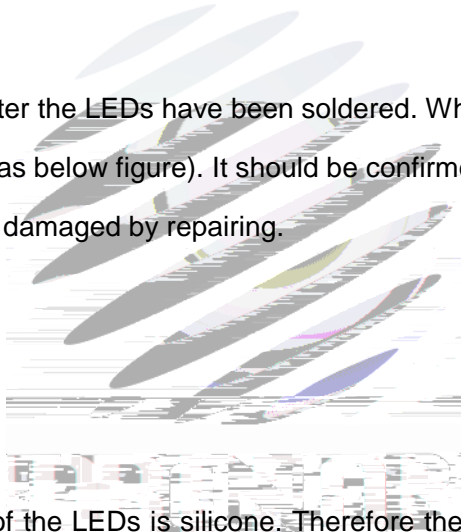 ter the LEDs have been soldered. Wh
as below figure). It should be confirme
damaged by repairing.
of the LEDs is silicone. Therefore the